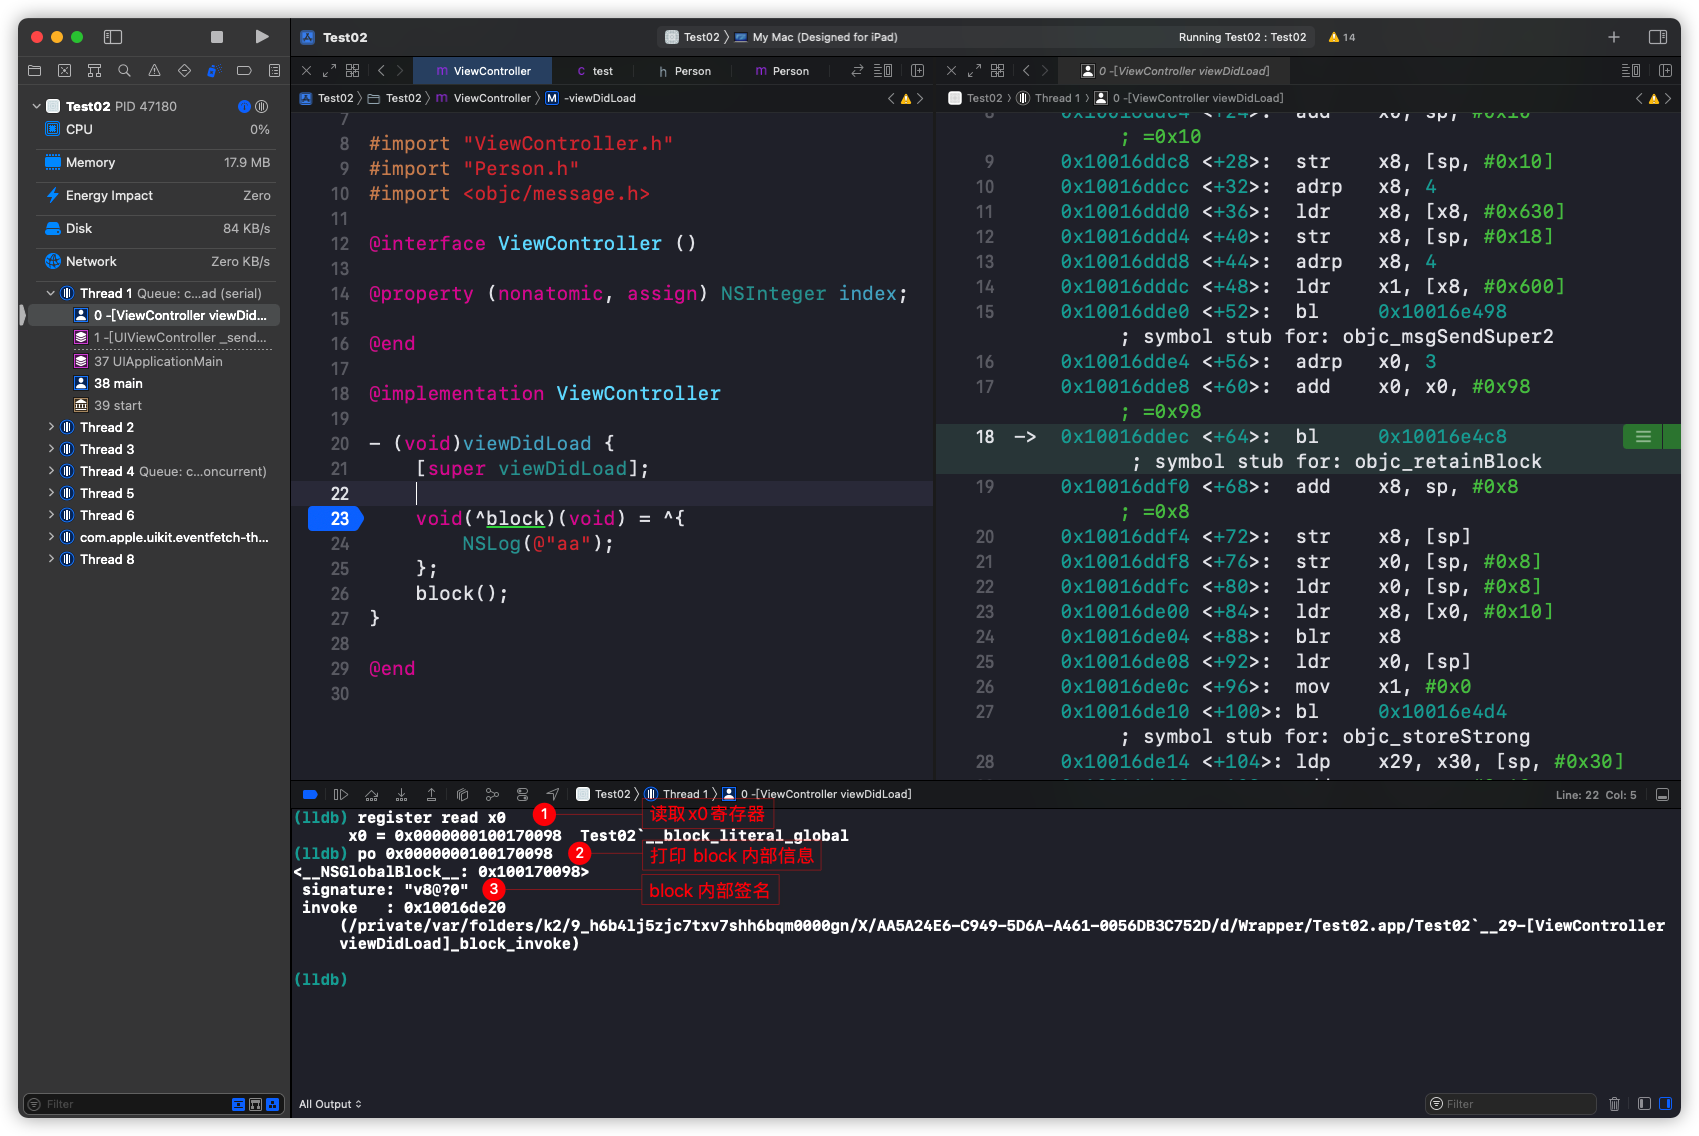 Test02
Test02 〉 My Mac (Designed for iPad)
Running Test02 : Test02
14
ViewController
test
Person
Person
0 -[ViewController viewDidLoad]
Test02 〉 Test02 〉 ViewController 〉 M -viewDidLoad
Test02 〉 Thread 1 〉 0 -[ViewController viewDidLoad]
Test02 PID 47180
CPU 0%
Memory 17.9 MB
Energy Impact Zero
Disk 84 KB/s
Network Zero KB/s
Thread 1 Queue: c...ad (serial)
0 -[ViewController viewDid...
1 -[UIViewController _send...
37 UIApplicationMain
38 main
39 start
Thread 2
Thread 3
Thread 4 Queue: c...oncurrent)
Thread 5
Thread 6
com.apple.uikit.eventfetch-th...
Thread 8
Filter
7
8 #import "ViewController.h"
9 #import "Person.h"
10 #import <objc/message.h>
11
12 @interface ViewController ()
13
14 @property (nonatomic, assign) NSInteger index;
15
16 @end
17
18 @implementation ViewController
19
20 - (void)viewDidLoad {
21 [super viewDidLoad];
22
23 void(^block)(void) = ^{
24 NSLog(@"aa");
25 };
26 block();
27 }
28
29 @end
30
8 0x10016ddc4 <+24>: add x0, sp, #0x10
; =0x10
9 0x10016ddc8 <+28>: str x8, [sp, #0x10]
10 0x10016ddcc <+32>: adrp x8, 4
11 0x10016ddd0 <+36>: ldr x8, [x8, #0x630]
12 0x10016ddd4 <+40>: str x8, [sp, #0x18]
13 0x10016ddd8 <+44>: adrp x8, 4
14 0x10016dddc <+48>: ldr x1, [x8, #0x600]
15 0x10016dde0 <+52>: bl 0x10016e498
; symbol stub for: objc_msgSendSuper2
16 0x10016dde4 <+56>: adrp x0, 3
17 0x10016dde8 <+60>: add x0, x0, #0x98
; =0x98
18 -> 0x10016ddec <+64>: bl 0x10016e4c8
; symbol stub for: objc_retainBlock
19 0x10016ddf0 <+68>: add x8, sp, #0x8
; =0x8
20 0x10016ddf4 <+72>: str x8, [sp]
21 0x10016ddf8 <+76>: str x0, [sp, #0x8]
22 0x10016ddfc <+80>: ldr x0, [sp, #0x8]
23 0x10016de00 <+84>: ldr x8, [x0, #0x10]
24 0x10016de04 <+88>: blr x8
25 0x10016de08 <+92>: ldr x0, [sp]
26 0x10016de0c <+96>: mov x1, #0x0
27 0x10016de10 <+100>: bl 0x10016e4d4
; symbol stub for: objc_storeStrong
28 0x10016de14 <+104>: ldp x29, x30, [sp, #0x30]
Test02 〉 Thread 1 〉 0 -[ViewController viewDidLoad]
Line: 22 Col: 5
(lldb) register read x0
1 读取x0寄存器
x0 = 0x0000000100170098 Test02`__block_literal_global
(lldb) po 0x0000000100170098
2 打印 block 内部信息
<__NSGlobalBlock__: 0x100170098>
signature: "v8@?0"
3 block 内部签名
invoke : 0x10016de20
(/private/var/folders/k2/9_h6b4lj5zjc7txv7shh6bqm0000gn/X/AA5A24E6-C949-5D6A-A461-0056DB3C752D/d/Wrapper/Test02.app/Test02`__29-[ViewController
viewDidLoad]_block_invoke)
(lldb)
All Output
Filter